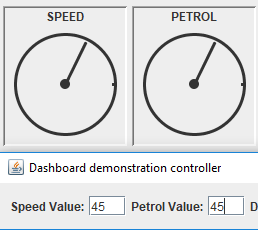 SPEED PETROL
Dashboard demonstration controller
Speed Value: 45 Petrol Value: 45 D